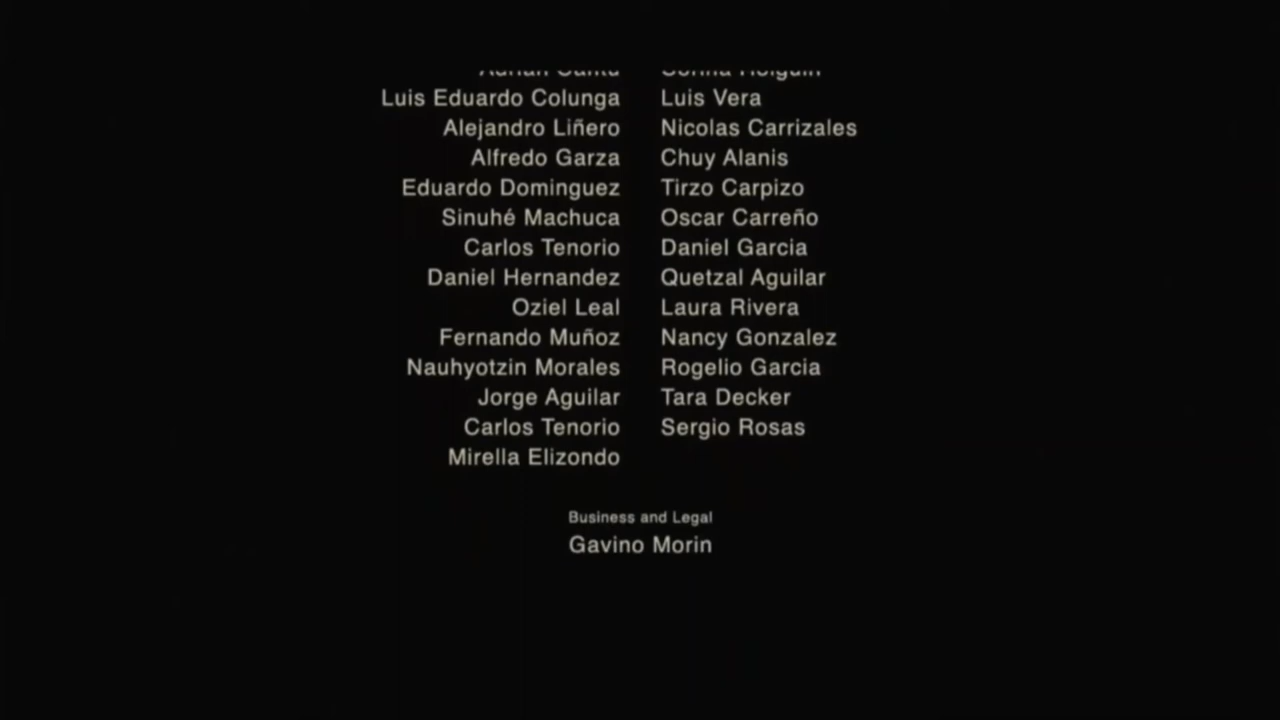 Luis Eduardo Colunga Luis Vera
Alejandro Liñero Nicolas Carrizales
Alfredo Garza Chuy Alanis
Eduardo Dominguez Tirzo Carpizo
Sinuhé Machuca Oscar Carreño
Carlos Tenorio Daniel Garcia
Daniel Hernandez Quetzal Aguilar
Oziel Leal Laura Rivera
Fernando Muñoz Nancy Gonzalez
Nauhyotzin Morales Rogelio Garcia
Jorge Aguilar Tara Decker
Carlos Tenorio Sergio Rosas
Mirella Elizondo
Business and Legal
Gavino Morin